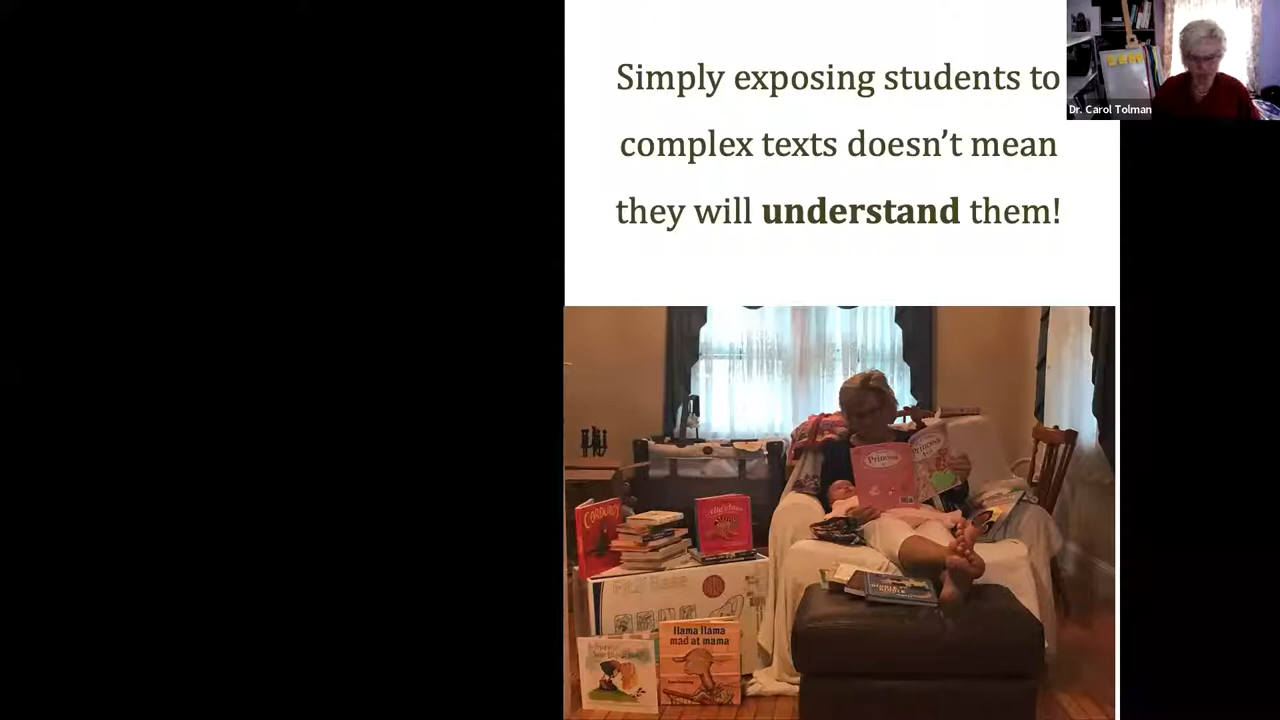 Simply exposing students to
complex texts doesn't mean
they will understand them!
Dr. Carol Tolman
Princess
Princess
CORDUROY
llama llama
mad at mama